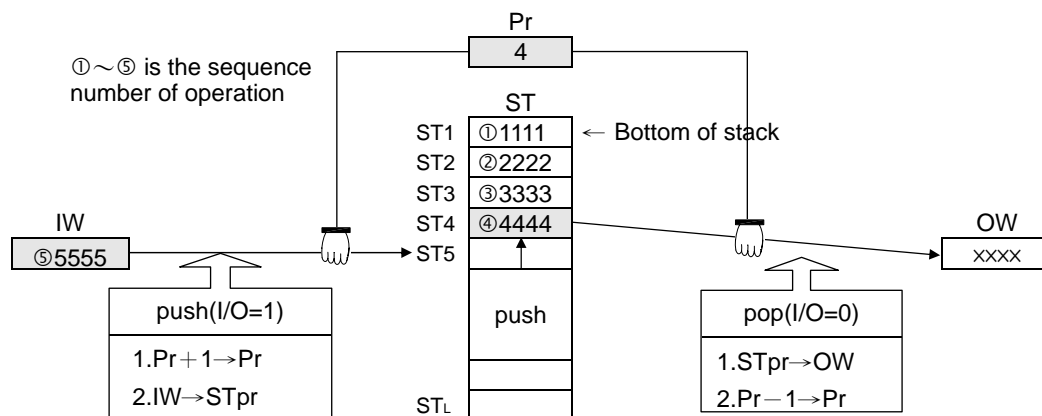 Pr
4
①～⑤ is the sequence
number of operation
ST
ST1 ①1111 ← Bottom of stack
ST2 ②2222
ST3 ③3333
IW ST4 ④4444 OW
⑤5555 ST5 ××××
push(I/O=1) push pop(I/O=0)
1.Pr＋1→Pr 1.STpr→OW
2.IW→STpr 2.Pr－1→Pr
STL